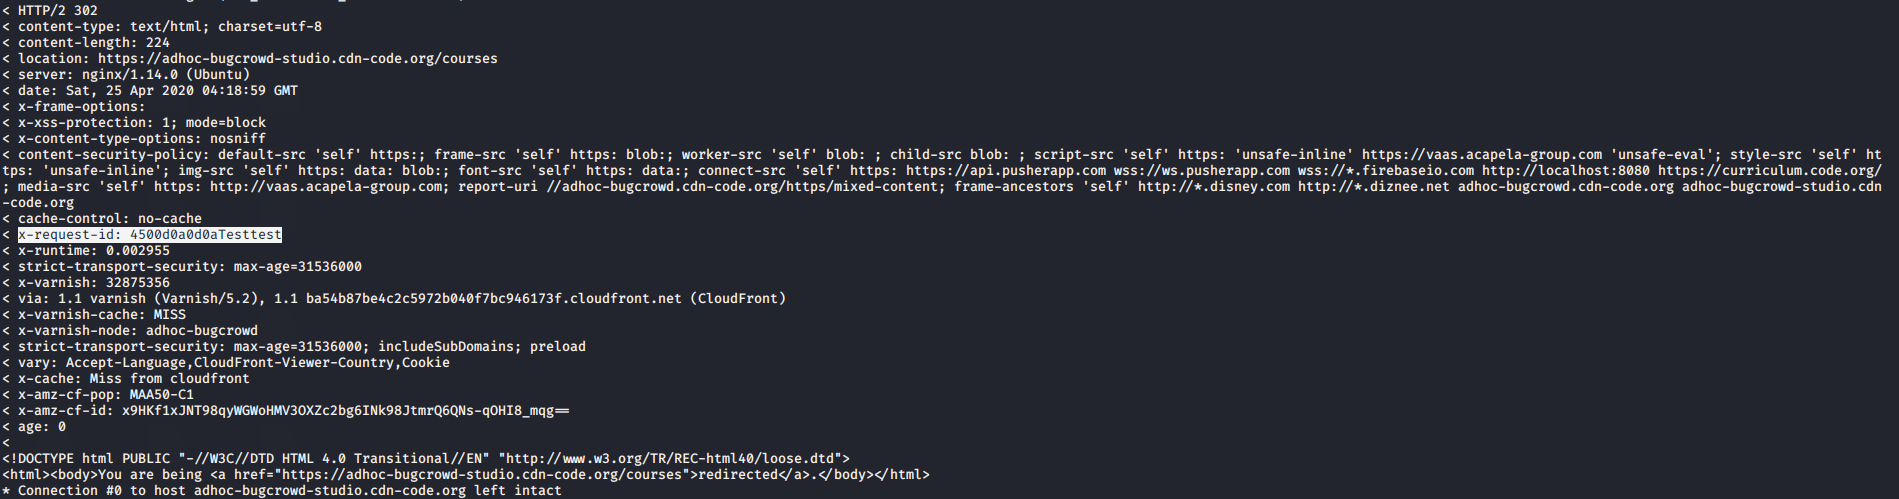 < HTTP/2 302
< content-type: text/html; charset=utf-8
< content-length: 224
< location: https://adhoc-bugcrowd-studio.cdn-code.org/courses
< server: nginx/1.14.0 (Ubuntu)
< date: Sat, 25 Apr 2020 04:18:59 GMT
< x-frame-options:
< x-xss-protection: 1; mode=block
< x-content-type-options: nosniff
< content-security-policy: default-src 'self' https:; frame-src 'self' https: blob:; worker-src 'self' blob: ; child-src blob: ; script-src 'self' https: 'unsafe-inline' https://vaas.acapela-group.com 'unsafe-eval'; style-src 'self' ht
tps: 'unsafe-inline'; img-src 'self' https: data: blob:; font-src 'self' https: data:; connect-src 'self' https: https://api.pusherapp.com wss://ws.pusherapp.com wss://*.firebaseio.com http://localhost:8080 https://curriculum.code.org/
; media-src 'self' https: http://vaas.acapela-group.com; report-uri //adhoc-bugcrowd.cdn-code.org/https/mixed-content; frame-ancestors 'self' http://*.disney.com http://*.diznee.net adhoc-bugcrowd.cdn-code.org adhoc-bugcrowd-studio.cdn
-code.org
< cache-control: no-cache
< x-request-id: 4500d0a0d0aTesttest
< x-runtime: 0.002955
< strict-transport-security: max-age=31536000
< x-varnish: 32875356
< via: 1.1 varnish (Varnish/5.2), 1.1 ba54b87be4c2c5972b040f7bc946173f.cloudfront.net (CloudFront)
< x-varnish-cache: MISS
< x-varnish-node: adhoc-bugcrowd
< strict-transport-security: max-age=31536000; includeSubDomains; preload
< vary: Accept-Language,CloudFront-Viewer-Country,Cookie
< x-cache: Miss from cloudfront
< x-amz-cf-pop: MAA50-C1
< x-amz-cf-id: x9HKf1xJNT98qyWGWoHMV3OXZc2bg6INk98JtmrQ6QNs-qOHI8_mqg==
< age: 0
<
<!DOCTYPE html PUBLIC "-//W3C//DTD HTML 4.0 Transitional//EN" "http://www.w3.org/TR/REC-html40/loose.dtd">
<html><body>You are being <a href="https://adhoc-bugcrowd-studio.cdn-code.org/courses">redirected</a>.</body></html>
* Connection #0 to host adhoc-bugcrowd-studio.cdn-code.org left intact